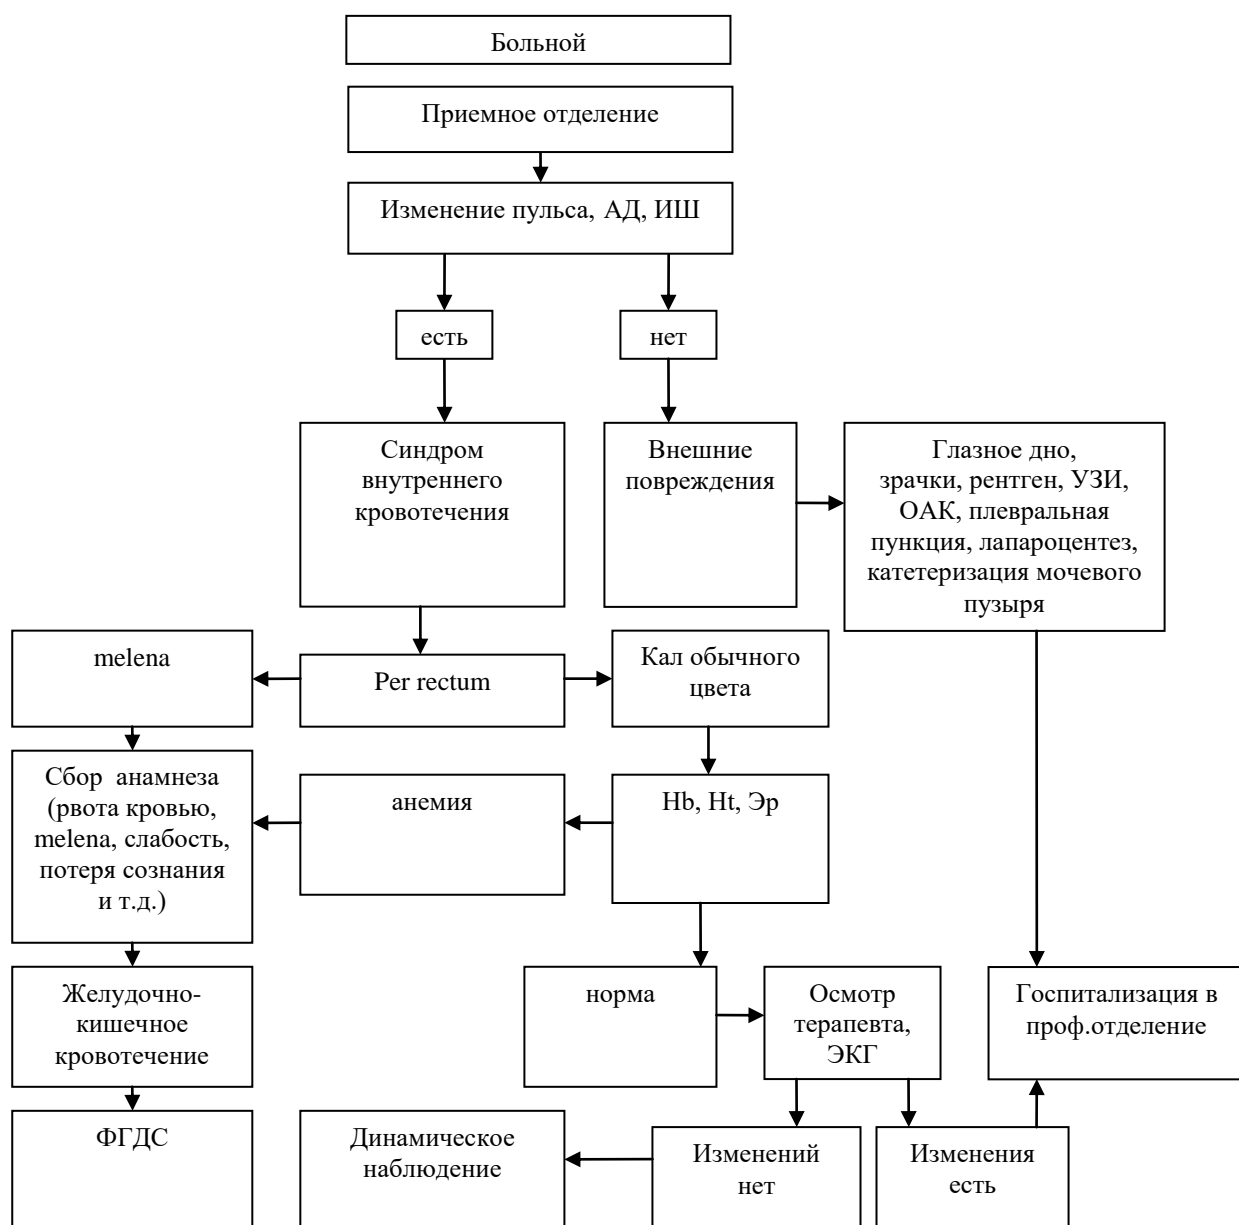 Больной
Приемное отделение
Изменение пульса, АД, ИШ
есть
нет
Синдром
внутреннего
кровотечения
Внешние
повреждения
Глазное дно,
зрачки, рентген, УЗИ,
ОАК, плевральная
пункция, лапароцентез,
катетеризация мочевого
пузыря
melena
Per rectum
Кал обычного
цвета
Сбор анамнеза
(рвота кровью,
melena, слабость,
потеря сознания
и т.д.)
анемия
Hb, Ht, Эр
Желудочно-
кишечное
кровотечение
норма
Осмотр
терапевта,
ЭКГ
Госпитализация в
проф.отделение
ФГДС
Динамическое
наблюдение
Изменений
нет
Изменения
есть